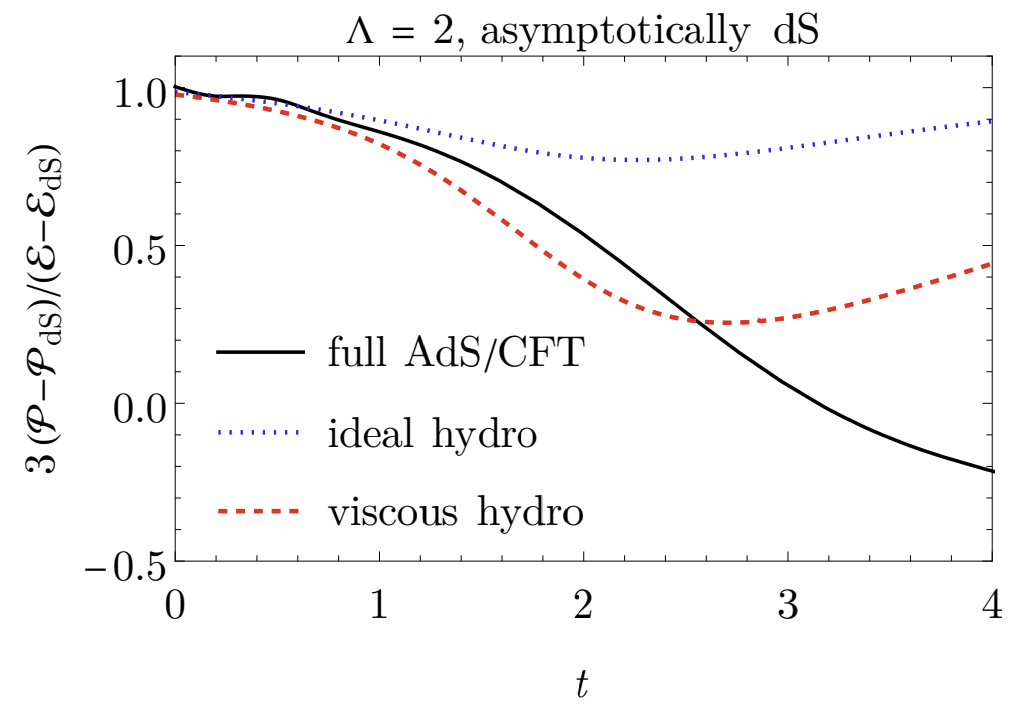 Λ = 2, asymptotically dS
3(𝒫−𝒫dS)/(ℰ−ℰdS)
1.0
0.5
0.0
−0.5
full AdS/CFT
ideal hydro
viscous hydro
0 1 2 3 4
t